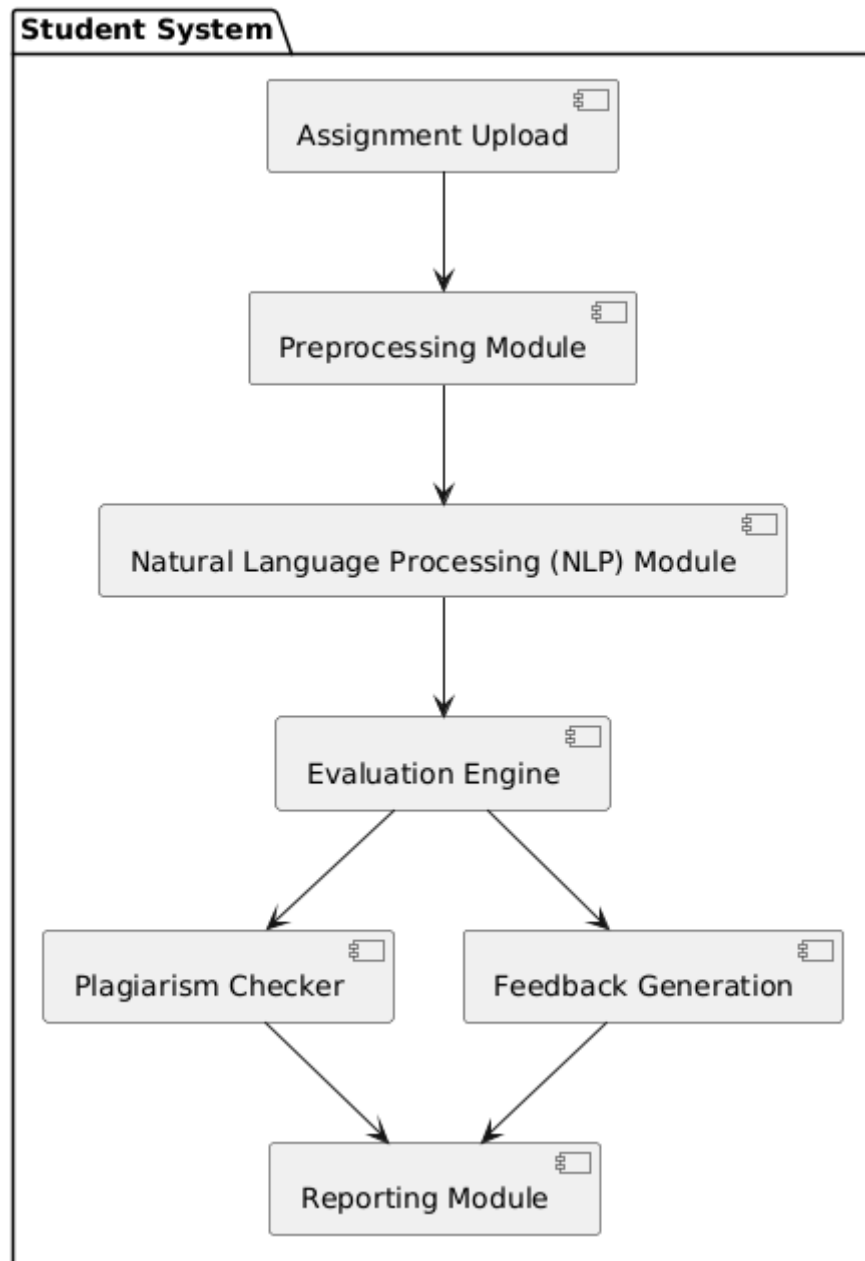 Student System
Assignment Upload
Preprocessing Module
Natural Language Processing (NLP) Module
Evaluation Engine
Plagiarism Checker
Feedback Generation
Reporting Module